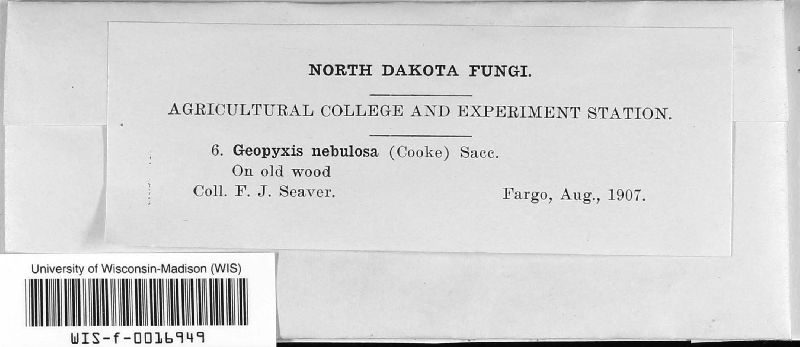 NORTH DAKOTA FUNGI.
AGRICULTURAL COLLEGE AND EXPERIMENT STATION.
6. Geopyxis nebulosa (Cooke) Sacc.
On old wood
Coll. F. J. Seaver. Fargo, Aug., 1907.
University of Wisconsin-Madison (WIS)
WIS-f-0016949